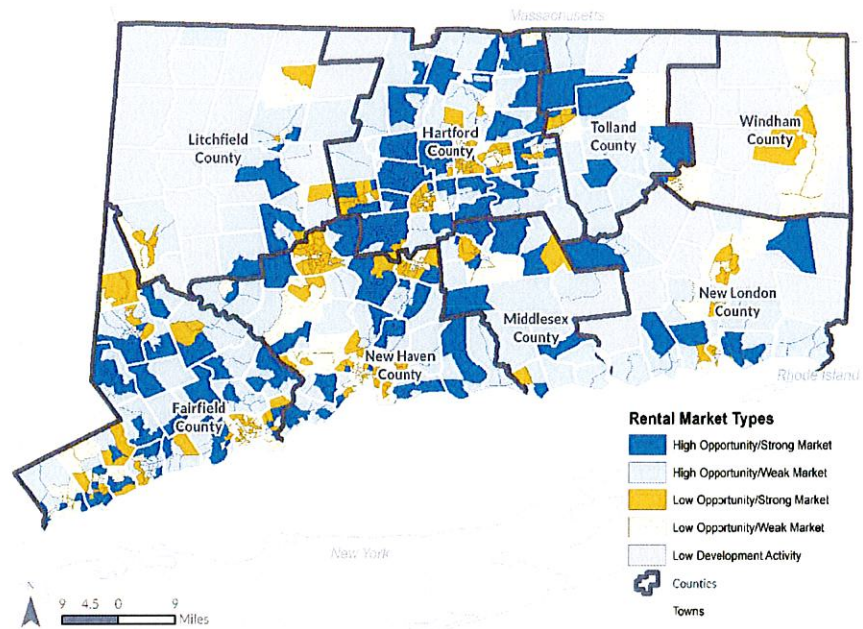 Massachusetts
Litchfield
County
Hartford
County
Tolland
County
Windham
County
New London
County
Middlesex
County
New Haven
County
Fairfield
County
Rhode Island
New York
Rental Market Types
High Opportunity/Strong Market
High Opportunity/Weak Market
Low Opportunity/Strong Market
Low Opportunity/Weak Market
Low Development Activity
Counties
Towns
N
9 4.5 0 9
Miles